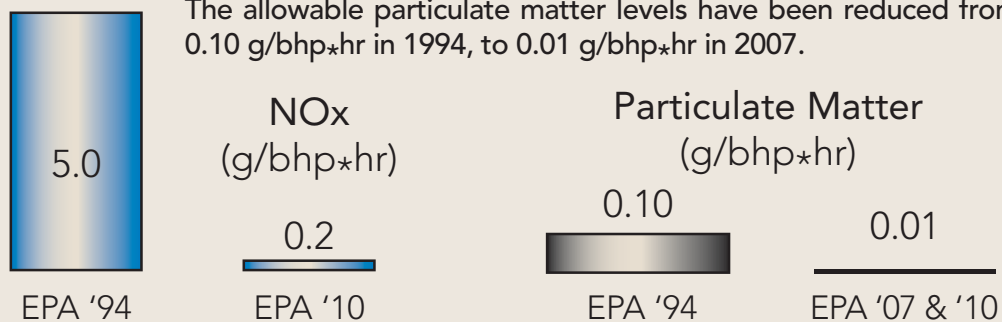 The allowable particulate matter levels have been reduced from
0.10 g/bhp*hr in 1994, to 0.01 g/bhp*hr in 2007.
NOx
(g/bhp*hr)
5.0
EPA ‘94
0.2
EPA ‘10
Particulate Matter
(g/bhp*hr)
0.10
EPA ‘94
0.01
EPA ‘07 & ‘10